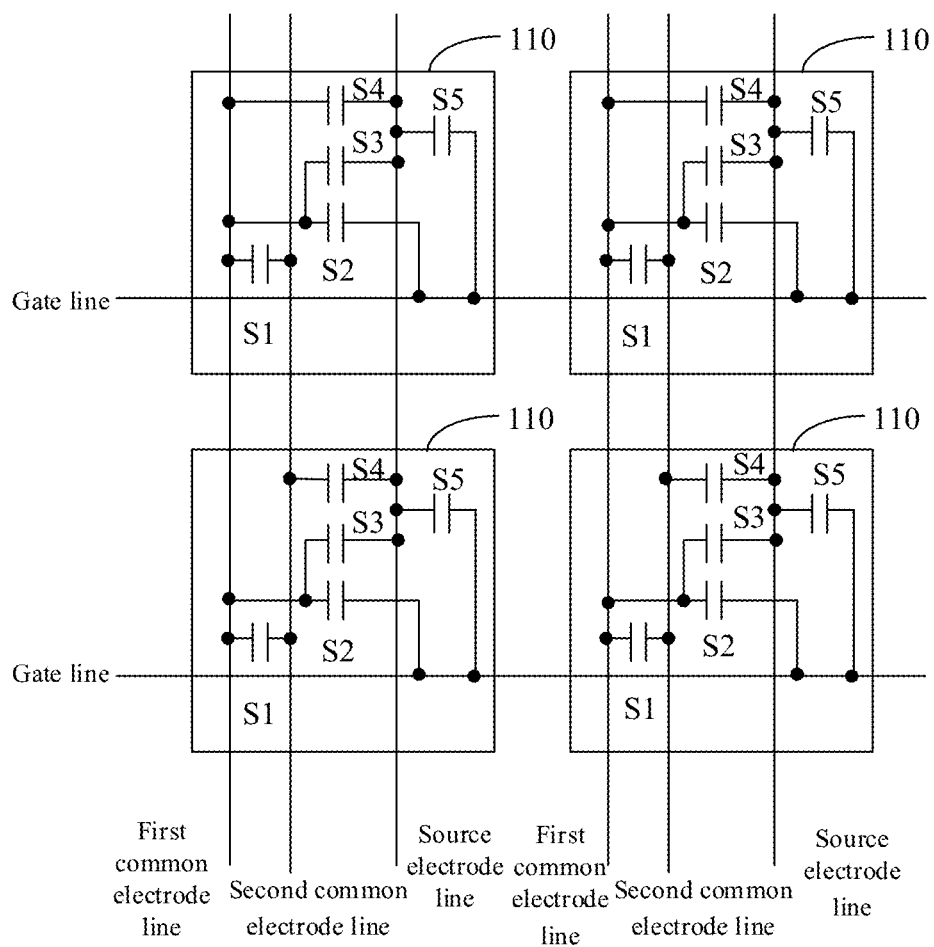 110
110
S4
S5
S4
S5
S3
S3
S2
S2
Gate line
S1
S1
110
110
S4
S5
S4
S5
S3
S3
S2
S2
Gate line
S1
S1
First
common
electrode
line
Second common
electrode line
Source
electrode
line
First
common
electrode
line
Second common
electrode line
Source
electrode
line